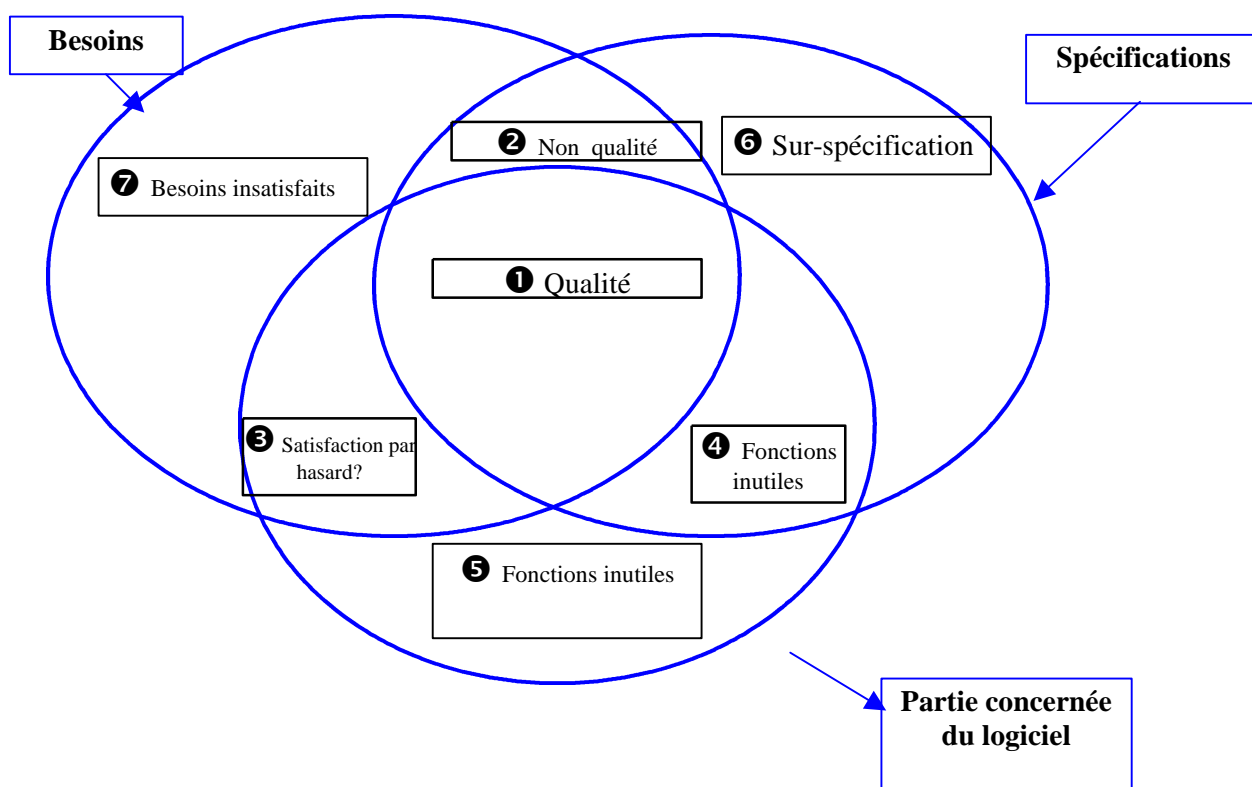 Besoins
Spécifications
❷ Non qualité
❻ Sur-spécification
❼ Besoins insatisfaits
❶ Qualité
❸ Satisfaction par
hasard?
❹ Fonctions
inutiles
❺ Fonctions inutiles
Partie concernée
du logiciel